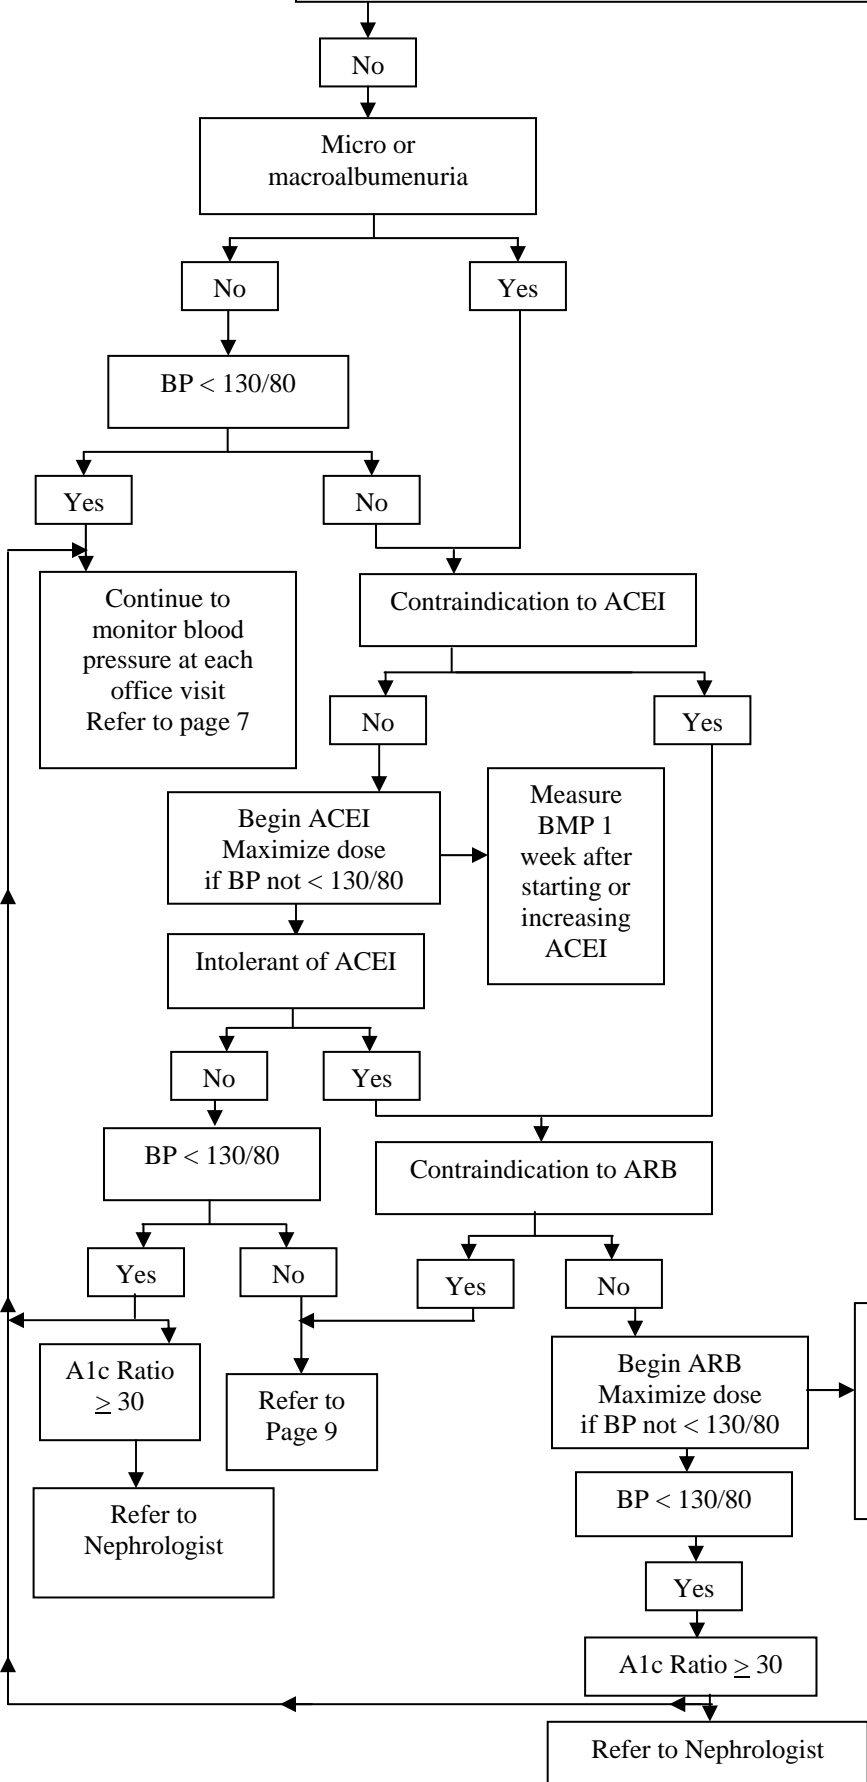 No
Micro or
macroalbumenuria
No
Yes
BP < 130/80
Yes
No
Continue to
monitor blood
pressure at each
office visit
Refer to page 7
Contraindication to ACEI
No
Yes
Begin ACEI
Maximize dose
if BP not < 130/80
Measure
BMP 1
week after
starting or
increasing
ACEI
Intolerant of ACEI
No
Yes
BP < 130/80
Contraindication to ARB
Yes
No
Yes
No
A1c Ratio
≥ 30
Refer to
Page 9
Begin ARB
Maximize dose
if BP not < 130/80
Refer to
Nephrologist
BP < 130/80
Yes
A1c Ratio ≥ 30
Refer to Nephrologist